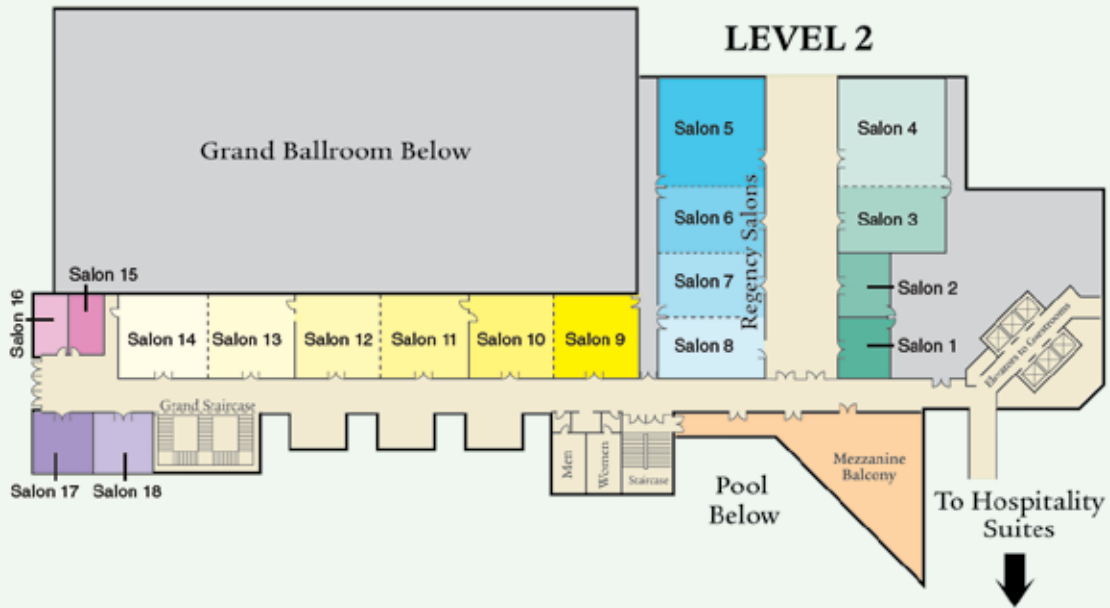 LEVEL 2
Grand Ballroom Below
Salon 5
Salon 4
Salon 6
Regency Salons
Salon 3
Salon 15
Salon 16
Salon 7
Salon 2
Salon 14
Salon 13
Salon 12
Salon 11
Salon 10
Salon 9
Salon 8
Salon 1
Elevators to Guestrooms
Grand Staircase
Men
Women
Staircase
Mezzanine
Balcony
Salon 17
Salon 18
Pool
Below
To Hospitality
Suites